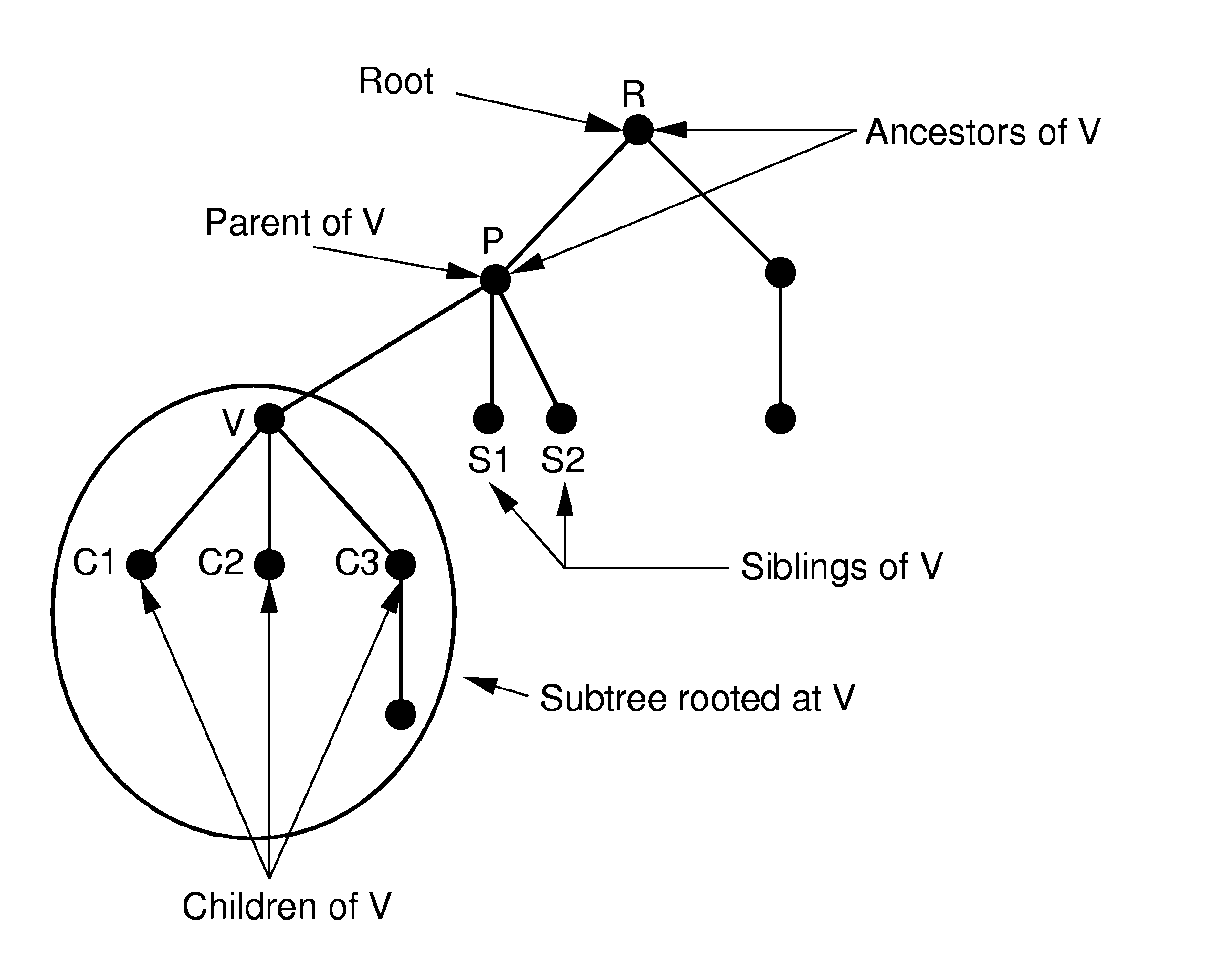 Root
R
Ancestors of V
Parent of V
P
V
S1
S2
C1
C2
C3
Siblings of V
Subtree rooted at V
Children of V